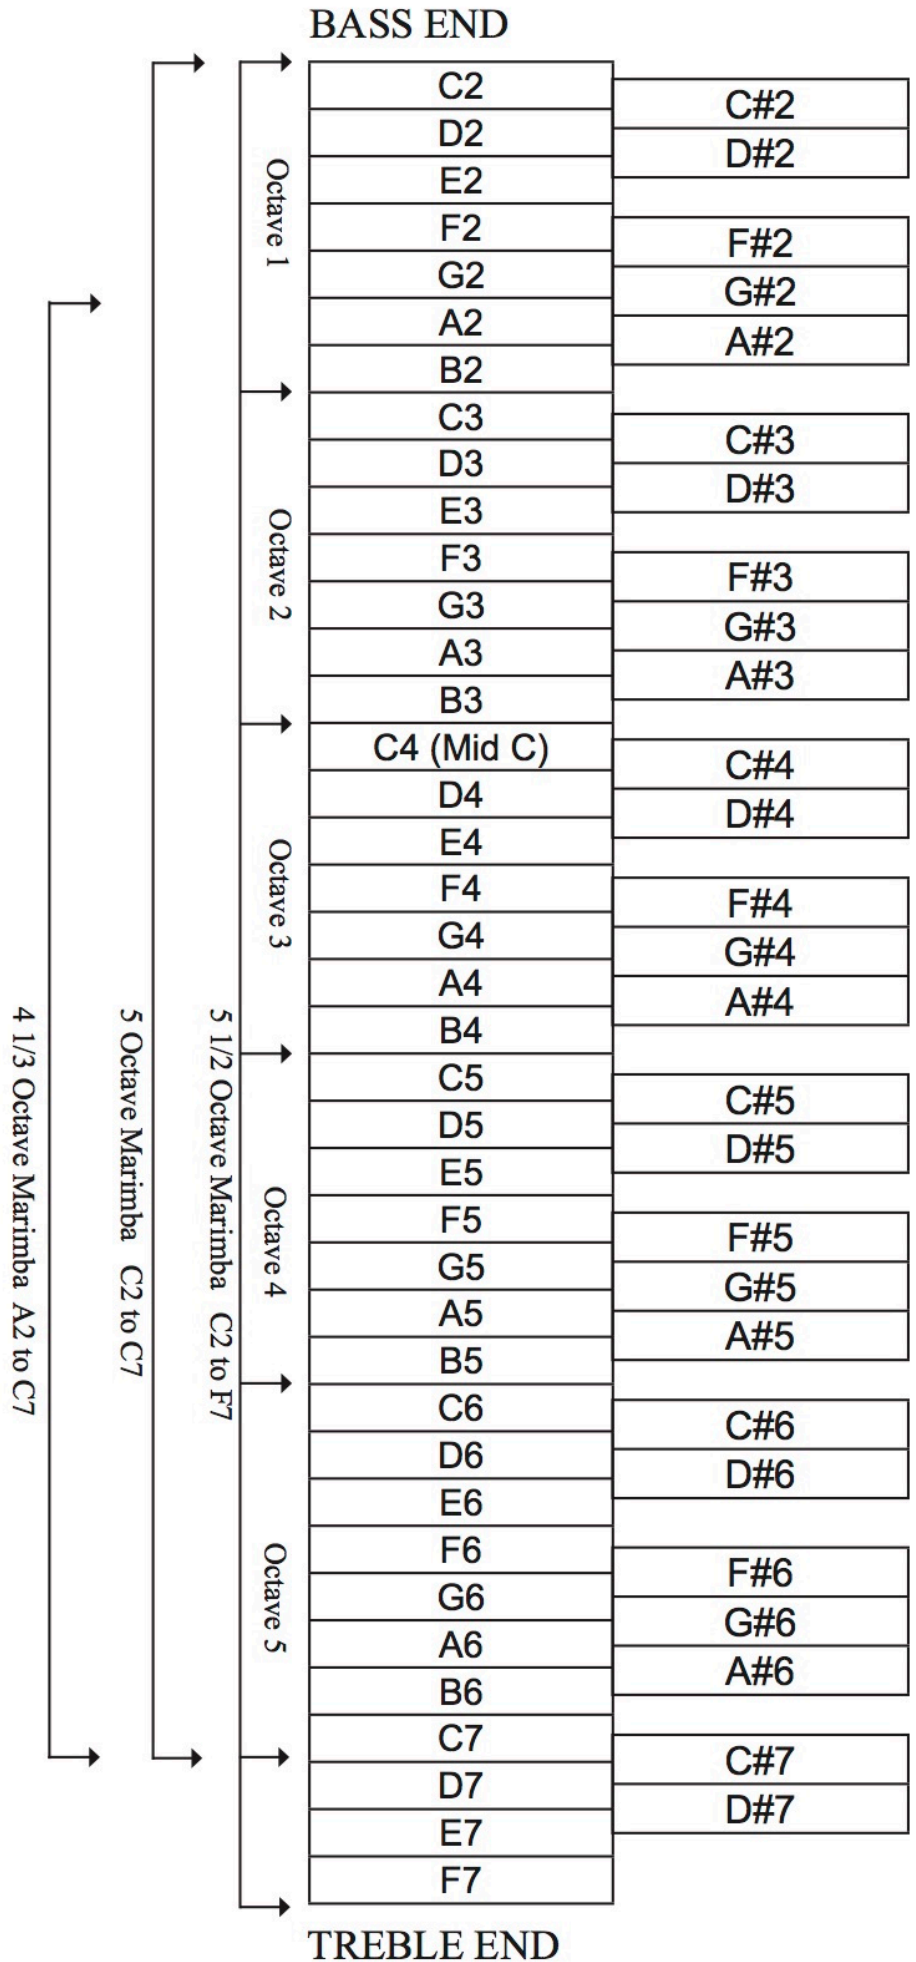 BASS END
C2
C#2
D2
D#2
E2
F2
F#2
G2
G#2
A2
A#2
B2
C3
C#3
D3
D#3
E3
F3
F#3
G3
G#3
A3
A#3
B3
C4 (Mid C)
C#4
D4
D#4
E4
F4
F#4
G4
G#4
A4
A#4
B4
C5
C#5
D5
D#5
E5
F5
F#5
G5
G#5
A5
A#5
B5
C6
C#6
D6
D#6
E6
F6
F#6
G6
G#6
A6
A#6
B6
C7
C#7
D7
D#7
E7
F7
TREBLE END
Octave 1
Octave 2
Octave 3
Octave 4
Octave 5
5 1/2 Octave Marimba C2 to F7
5 Octave Marimba C2 to C7
4 1/3 Octave Marimba A2 to C7